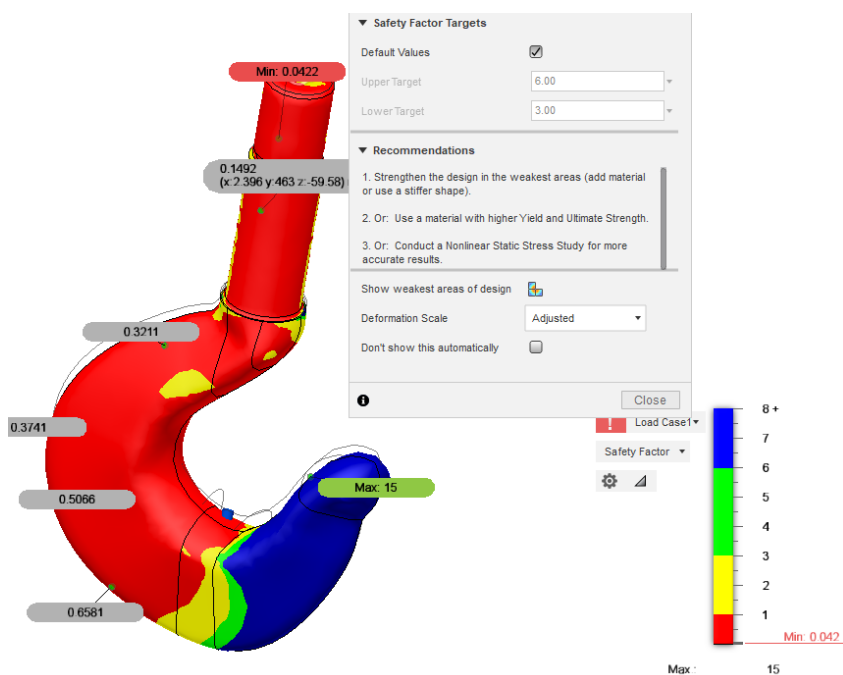 Min: 0.0422
0.1492
(x:2.396 y:463 z:-59.58)
0.3211
0.3741
0.5066
0.6581
Max: 15
Safety Factor Targets
Default Values
Upper Target
6.00
Lower Target
3.00
Recommendations
1. Strengthen the design in the weakest areas (add material
or use a stiffer shape).
2. Or: Use a material with higher Yield and Ultimate Strength.
3. Or: Conduct a Nonlinear Static Stress Study for more
accurate results.
Show weakest areas of design
Deformation Scale
Adjusted
Don't show this automatically
Close
Load Case1
Safety Factor
8 +
7
6
5
4
3
2
1
Min: 0.042
Max :
15